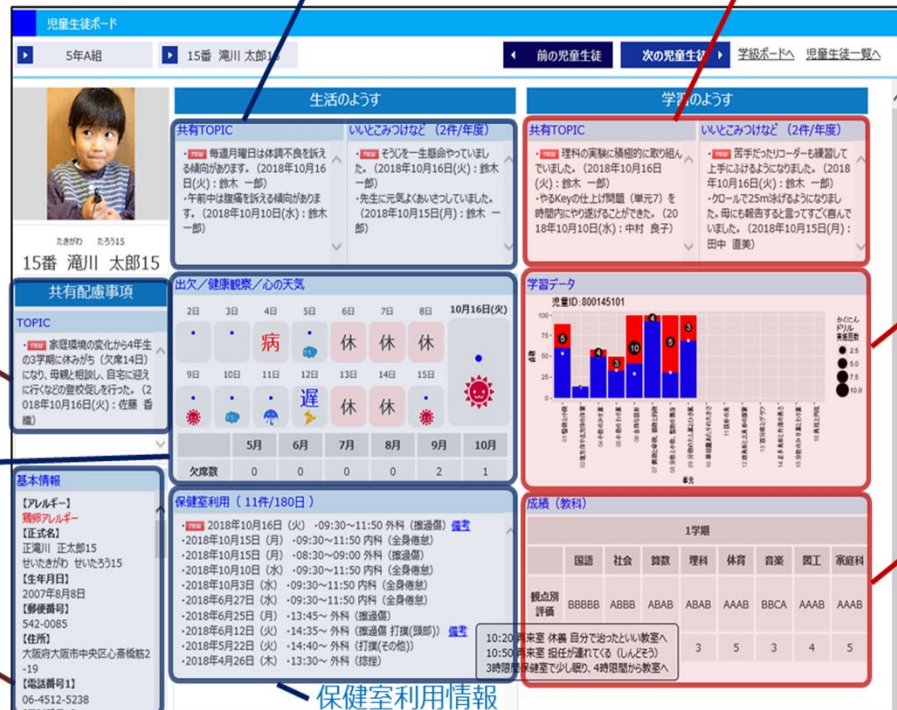 児童生徒ボード
5年A組
15番 滝川 太郎15
前の児童生徒
次の児童生徒
学級ボードへ
児童生徒一覧へ
たきがわ たろう15
15番 滝川 太郎15
共有配慮事項
TOPIC
・new 家庭環境の変化から4年生
の3学期に休みがち（欠席14日）
になり、母親と相談し、自宅に迎え
に行くなどの登校促しを行った。（2
018年10月16日(火)：佐藤 香
織）
基本情報
【アレルギー】
鶏卵アレルギー
【正式名】
正滝川 正太郎15
せいたきがわ せいたろう15
【生年月日】
2007年8月8日
【郵便番号】
542-0085
【住所】
大阪府大阪市中央区心斎橋筋2
-19
【電話番号1】
06-4512-5238
生活のようす
共有TOPIC
・new 毎週月曜日は体調不良を訴え
る傾向があります。（2018年10月16
日(火)：鈴木 一郎）
・午前中は腹痛を訴える傾向がありま
す。（2018年10月10日(水)：鈴木
一郎）
いいとこみつけなど （2件/年度）
・new そうじを一生懸命やっていまし
た。（2018年10月16日(火)：鈴木
一郎）
・先生に元気よくあいさつしていました。
（2018年10月15日(月)：鈴木 一
郎）
出欠／健康観察／心の天気
2日 3日 4日 5日 6日 7日 8日 10月16日(火)
病 休 休 休
9日 10日 11日 12日 13日 14日 15日
遅 休 休
5月 6月 7月 8月 9月 10月
欠席数 0 0 0 0 2 1
保健室利用（ 11件/180日 ）
・new 2018年10月16日（火）・09:30～11:50 外科（擦過傷） 備考
・2018年10月15日（月）・09:30～11:50 内科（全身倦怠）
・2018年10月15日（月）・08:30～09:00 外科（擦過傷）
・2018年10月10日（水）・09:30～11:50 内科（全身倦怠）
・2018年10月3日（水）・09:30～11:50 内科（全身倦怠）
・2018年6月27日（水）・09:30～11:50 内科（全身倦怠）
・2018年6月25日（月）・13:45～ 外科（擦過傷）
・2018年6月12日（火）・14:35～ 外科（擦過傷 打撲(頭部)） 備考
・2018年5月22日（火）・14:40～ 外科（打撲(その他)）
・2018年4月26日（木）・13:30～ 外科（捻挫）
10:20 再来室 休養 自分で治ったといい教室へ
10:50 再来室 担任が連れてくる（しんどそう）
3時限間保健室で少し眠り、4時限間から教室へ
保健室利用情報
学習のようす
共有TOPIC
・new 理科の実験に積極的に取り組ん
でいました。（2018年10月16日
(火)：鈴木 一郎）
・やるKeyの仕上げ問題（単元7）を
時間内にやり遂げることができた。（20
18年10月10日(水)：中村 良子）
いいとこみつけなど （2件/年度）
・new 苦手だったリコーダーも練習して
上手にふけるようになりました。（2018
年10月16日(火)：鈴木 一郎）
・クロールで25m泳げるようになりまし
た。母にも報告すると言ってすごく喜んで
いました。（2018年10月15日(月)：
田中 直美）
学習データ
児童ID:800145101
100
75
50
25
0
点数
5 4 3 10 4 5 3
単元
かくにん
ドリル
実施回数
2.5
5.0
7.5
10.0
成績（教科）
1学期
国語 社会 算数 理科 体育 音楽 図工 家庭科
観点別
評価 BBBBB ABBB ABAB ABAB AAAB BBCA AAAB AAAB
3 5 3 4 5